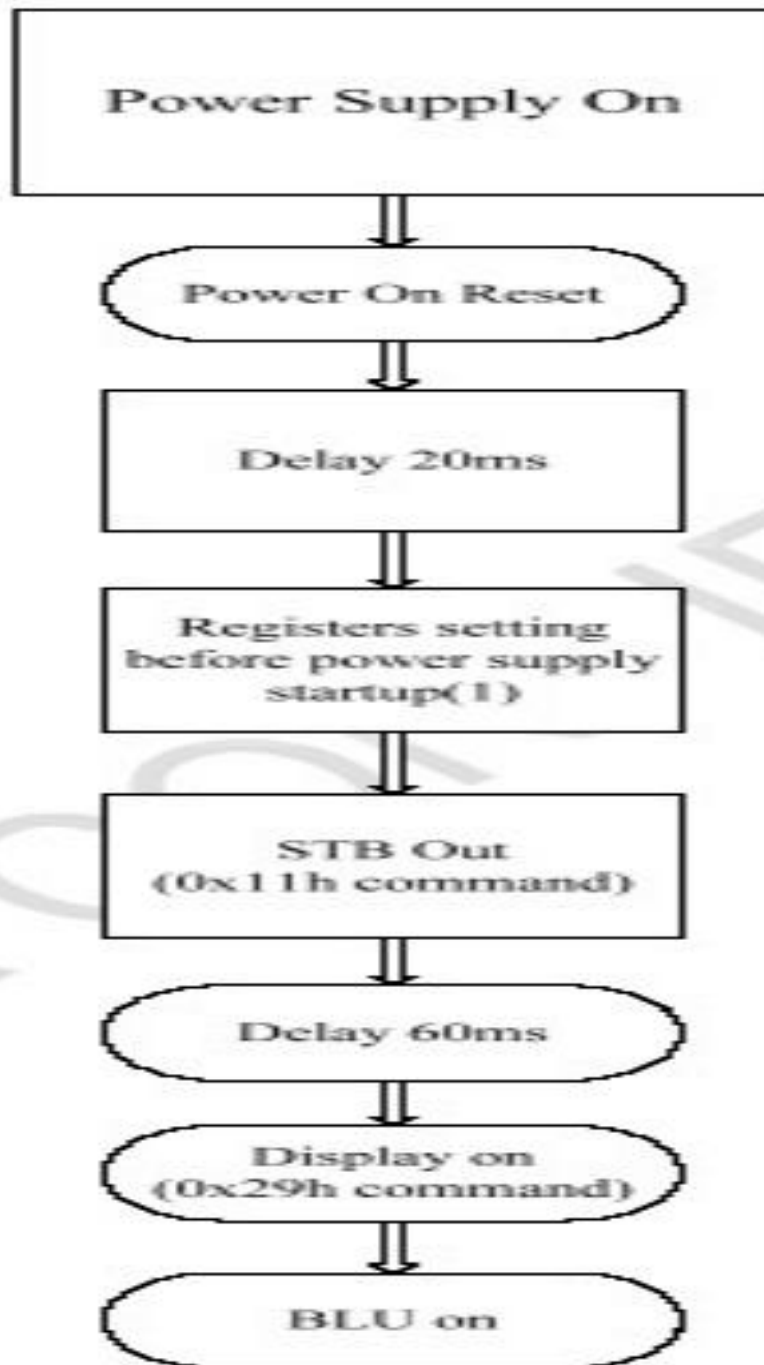 Power Supply On
Power On Reset
Delay 20ms
Registers setting
before power supply
startup(1)
STB Out
(0x11h command)
Delay 60ms
Display on
(0x29h command)
BLU on